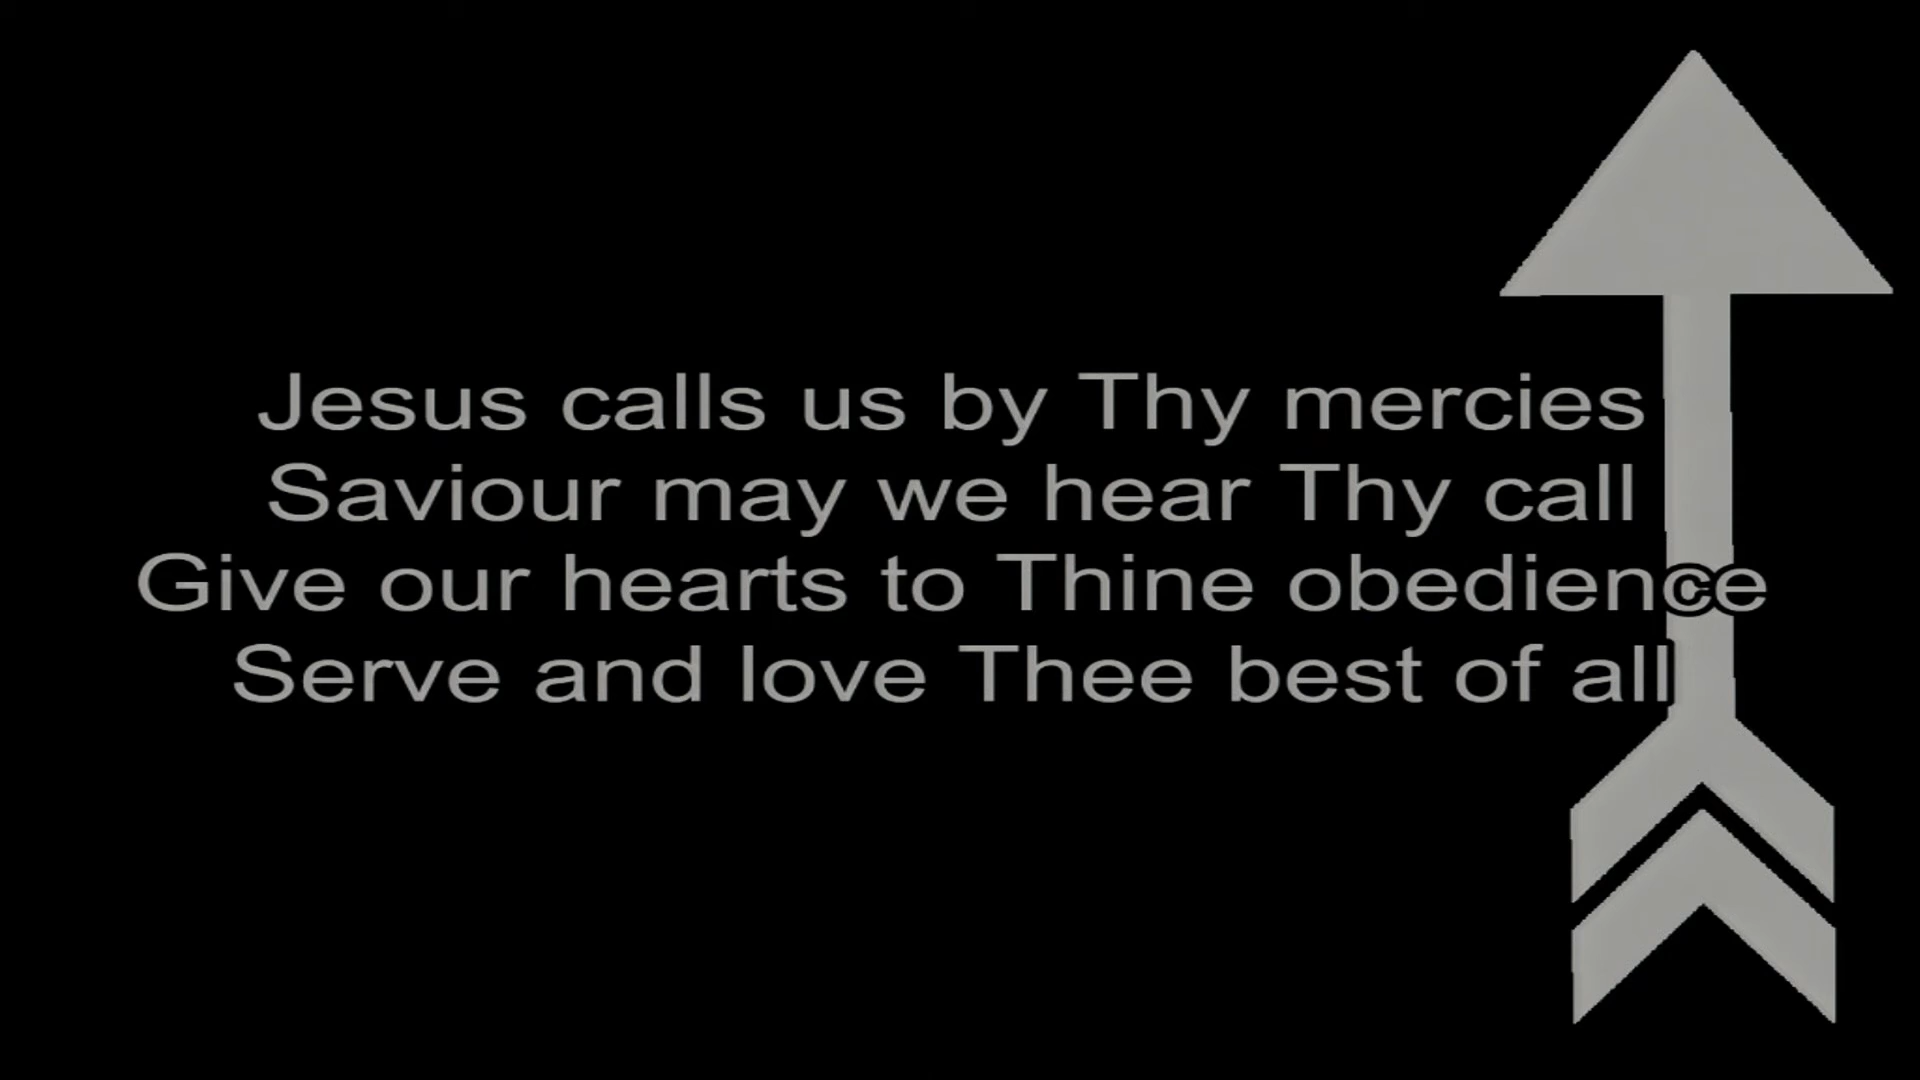 Jesus calls us by Thy mercies
Saviour may we hear Thy call
Give our hearts to Thine obedience
Serve and love Thee best of all